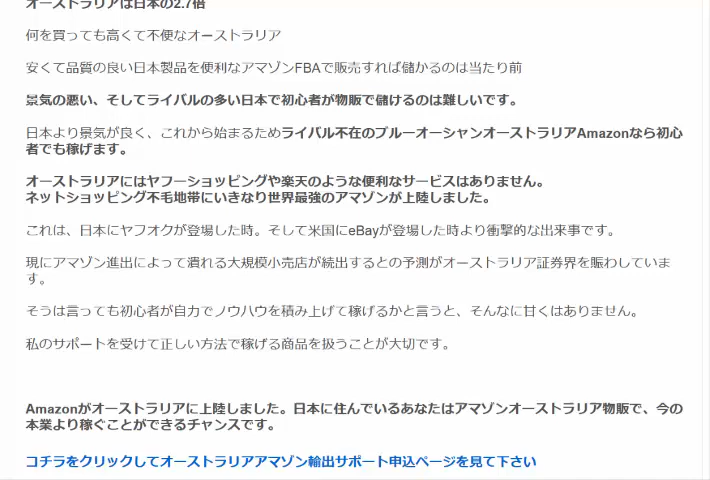 オーストラリアは日本の2.7倍
何を買っても高くて不便なオーストラリア
安くて品質の良い日本製品を便利なアマゾンFBAで販売すれば儲かるのは当たり前
景気の悪い、そしてライバルの多い日本で初心者が物販で儲けるのは難しいです。
日本より景気が良く、これから始まるためライバル不在のブルーオーシャンオーストラリアAmazonなら初心
者でも稼げます。
オーストラリアにはヤフーショッピングや楽天のような便利なサービスはありません。
ネットショッピング不毛地帯にいきなり世界最強のアマゾンが上陸しました。
これは、日本にヤフオクが登場した時。そして米国にeBayが登場した時より衝撃的な出来事です。
現にアマゾン進出によって潰れる大規模小売店が続出するとの予測がオーストラリア証券界を賑わしていま
す。
そうは言っても初心者が自力でノウハウを積み上げて稼げるかと言うと、そんなに甘くはありません。
私のサポートを受けて正しい方法で稼げる商品を扱うことが大切です。
Amazonがオーストラリアに上陸しました。日本に住んでいるあなたはアマゾンオーストラリア物販で、今の
本業より稼ぐことができるチャンスです。
コチラをクリックしてオーストラリアアマゾン輸出サポート申込ページを見て下さい